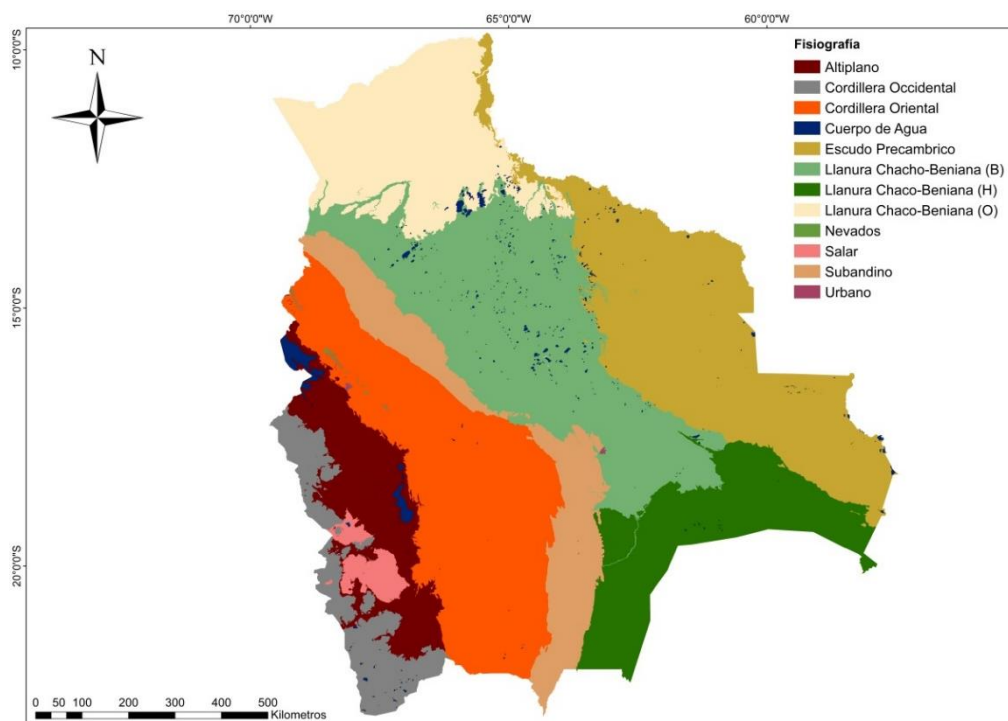 70°0'0"W 65°0'0"W 60°0'0"W
10°0'0"S
15°0'0"S
20°0'0"S
N
Fisiografía
Altiplano
Cordillera Occidental
Cordillera Oriental
Cuerpo de Agua
Escudo Precambrico
Llanura Chacho-Beniana (B)
Llanura Chaco-Beniana (H)
Llanura Chaco-Beniana (O)
Nevados
Salar
Subandino
Urbano
0 50 100 200 300 400 500
Kilometros